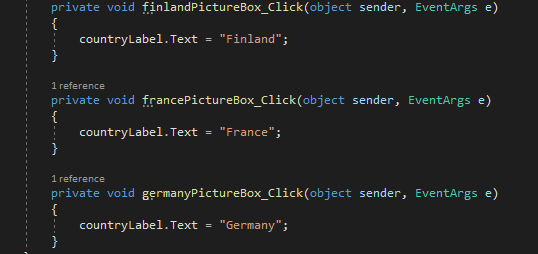 private void finlandPictureBox_Click(object sender, EventArgs e)
{
countryLabel.Text = "Finland";
}
1 reference
private void francePictureBox_Click(object sender, EventArgs e)
{
countryLabel.Text = "France";
}
1 reference
private void germanyPictureBox_Click(object sender, EventArgs e)
{
countryLabel.Text = "Germany";
}